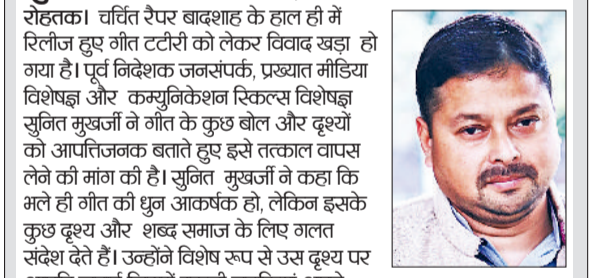 रोहतक। चर्चित रैपर बादशाह के हाल ही में
रिलीज हुए गीत टटीरी को लेकर विवाद खड़ा हो
गया है। पूर्व निदेशक जनसंपर्क, प्रख्यात मीडिया
विशेषज्ञ और कम्युनिकेशन स्किल्स विशेषज्ञ
सुनित मुखर्जी ने गीत के कुछ बोल और दृश्यों
को आपत्तिजनक बताते हुए इसे तत्काल वापस
लेने की मांग की है। सुनित मुखर्जी ने कहा कि
भले ही गीत की धुन आकर्षक हो, लेकिन इसके
कुछ दृश्य और शब्द समाज के लिए गलत
संदेश देते हैं। उन्होंने विशेष रूप से उस दृश्य पर